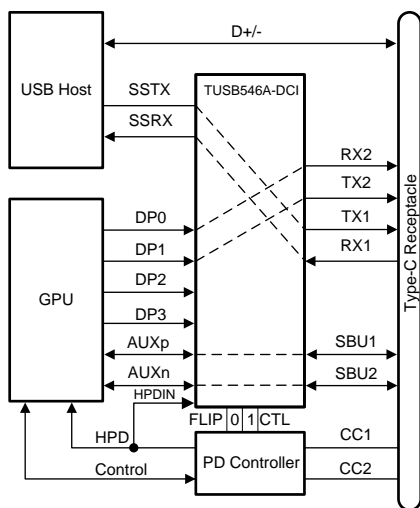 D+/-
USB Host
SSTX
SSRX
TUSB546A-DCI
RX2
TX2
TX1
RX1
Type-C Receptacle
GPU
DP0
DP1
DP2
DP3
AUXp
AUXn
HPDIN
SBU1
SBU2
FLIP 0 1 CTL
HPD
Control
PD Controller
CC1
CC2